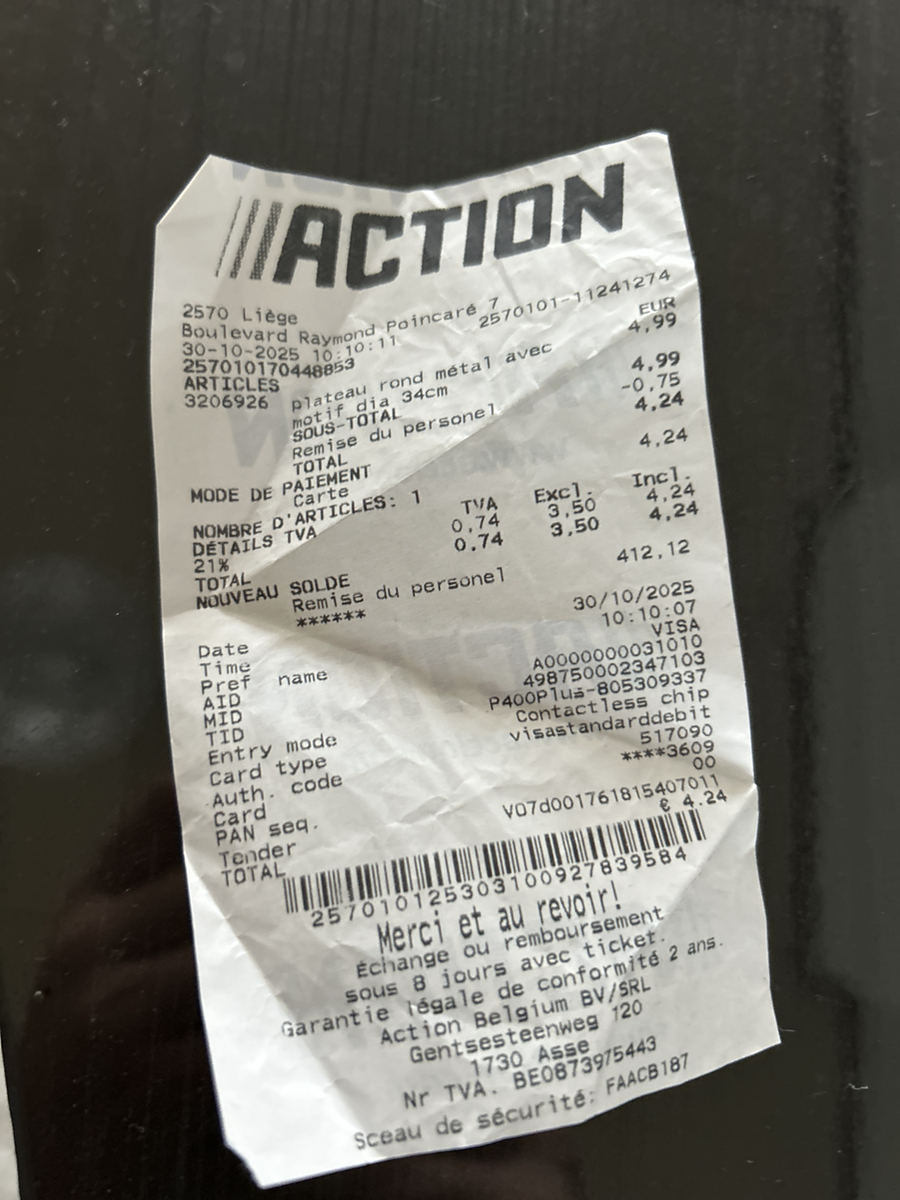 ACTION
2570 Liège
Boulevard Raymond Poincaré 7
30-10-2025 10:10:11 2570101-11241274
257010170448853 EUR
ARTICLES 4,99
3206926 plateau rond métal avec
motif dia 34cm
SOUS-TOTAL 4,99
Remise du personel -0,75
TOTAL 4,24
MODE DE PAIEMENT
Carte 4,24
NOMBRE D'ARTICLES: 1
DÉTAILS TVA TVA Excl. Incl.
21% 0,74 3,50 4,24
TOTAL 0,74 3,50 4,24
NOUVEAU SOLDE
Remise du personel 412,12
******
Date 30/10/2025
Time 10:10:07
Pref name VISA
AID A0000000031010
MID 498750002347103
TID P400Plus-805309337
Entry mode Contactless chip
Card type visastandarddebit
Auth. code 517090
Card ****3609
PAN seq. 00
Tender V07d001761815407011
TOTAL € 4.24
257010125303100927839584
Merci et au revoir!
Échange ou remboursement
sous 8 jours avec ticket.
Garantie légale de conformité 2 ans.
Action Belgium BV/SRL
Gentsesteenweg 120
1730 Asse
Nr TVA. BE0873975443
Sceau de sécurité: FAACB187